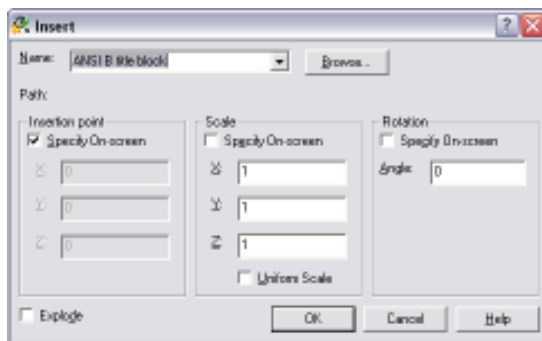 Insert
Name: ANSI B title block Browse...
Path:
Insertion point
Specify On-screen
X: 0
Y: 0
Z: 0
Scale
Specify On-screen
X: 1
Y: 1
Z: 1
Uniform Scale
Rotation
Specify On-screen
Angle: 0
Explode
OK Cancel Help